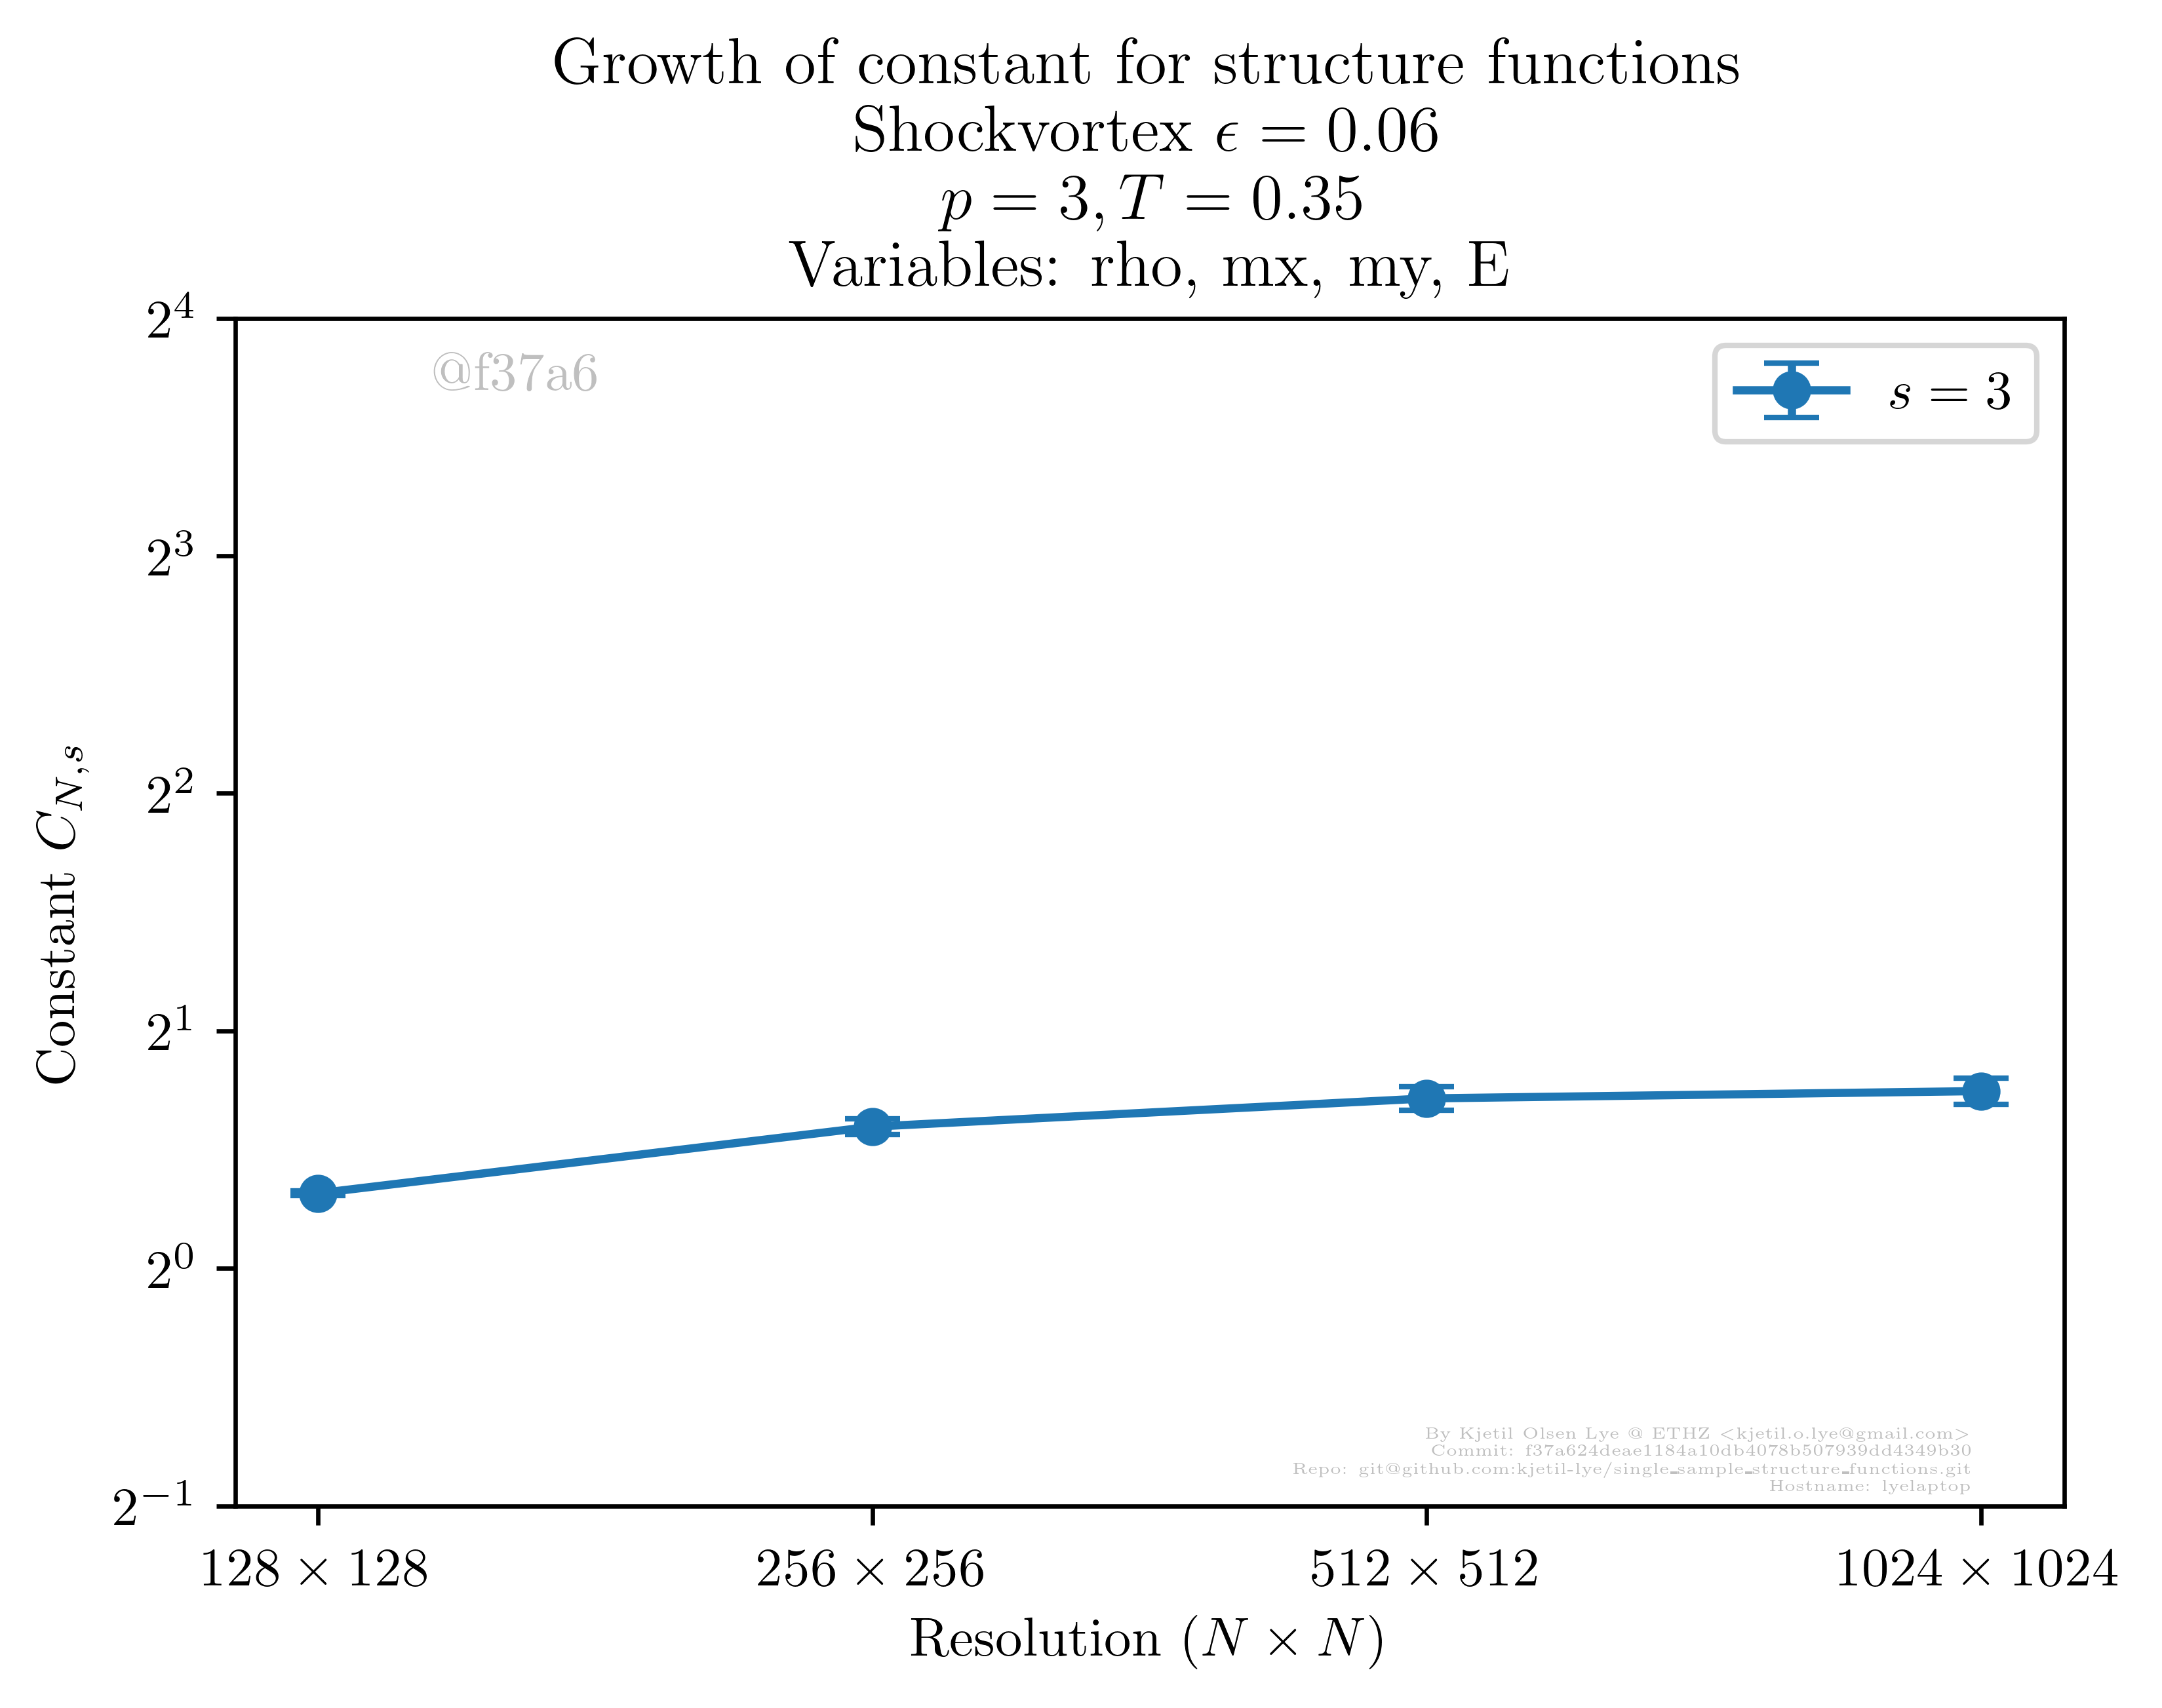 Growth of constant for structure functions
Shockvortex ϵ = 0.06
p = 3, T = 0.35
Variables: rho, mx, my, E
2⁴
2³
2²
2¹
2⁰
2⁻¹
Constant C_{N,s}
@f37a6
s = 3
By Kjetil Olsen Lye @ ETHZ <kjetil.o.lye@gmail.com>
Commit: f37a624deae1184a10db4078b507939dd4349b30
Repo: git@github.com:kjetil-lye/single_sample_structure_functions.git
Hostname: lyelaptop
128 × 128
256 × 256
512 × 512
1024 × 1024
Resolution (N × N)